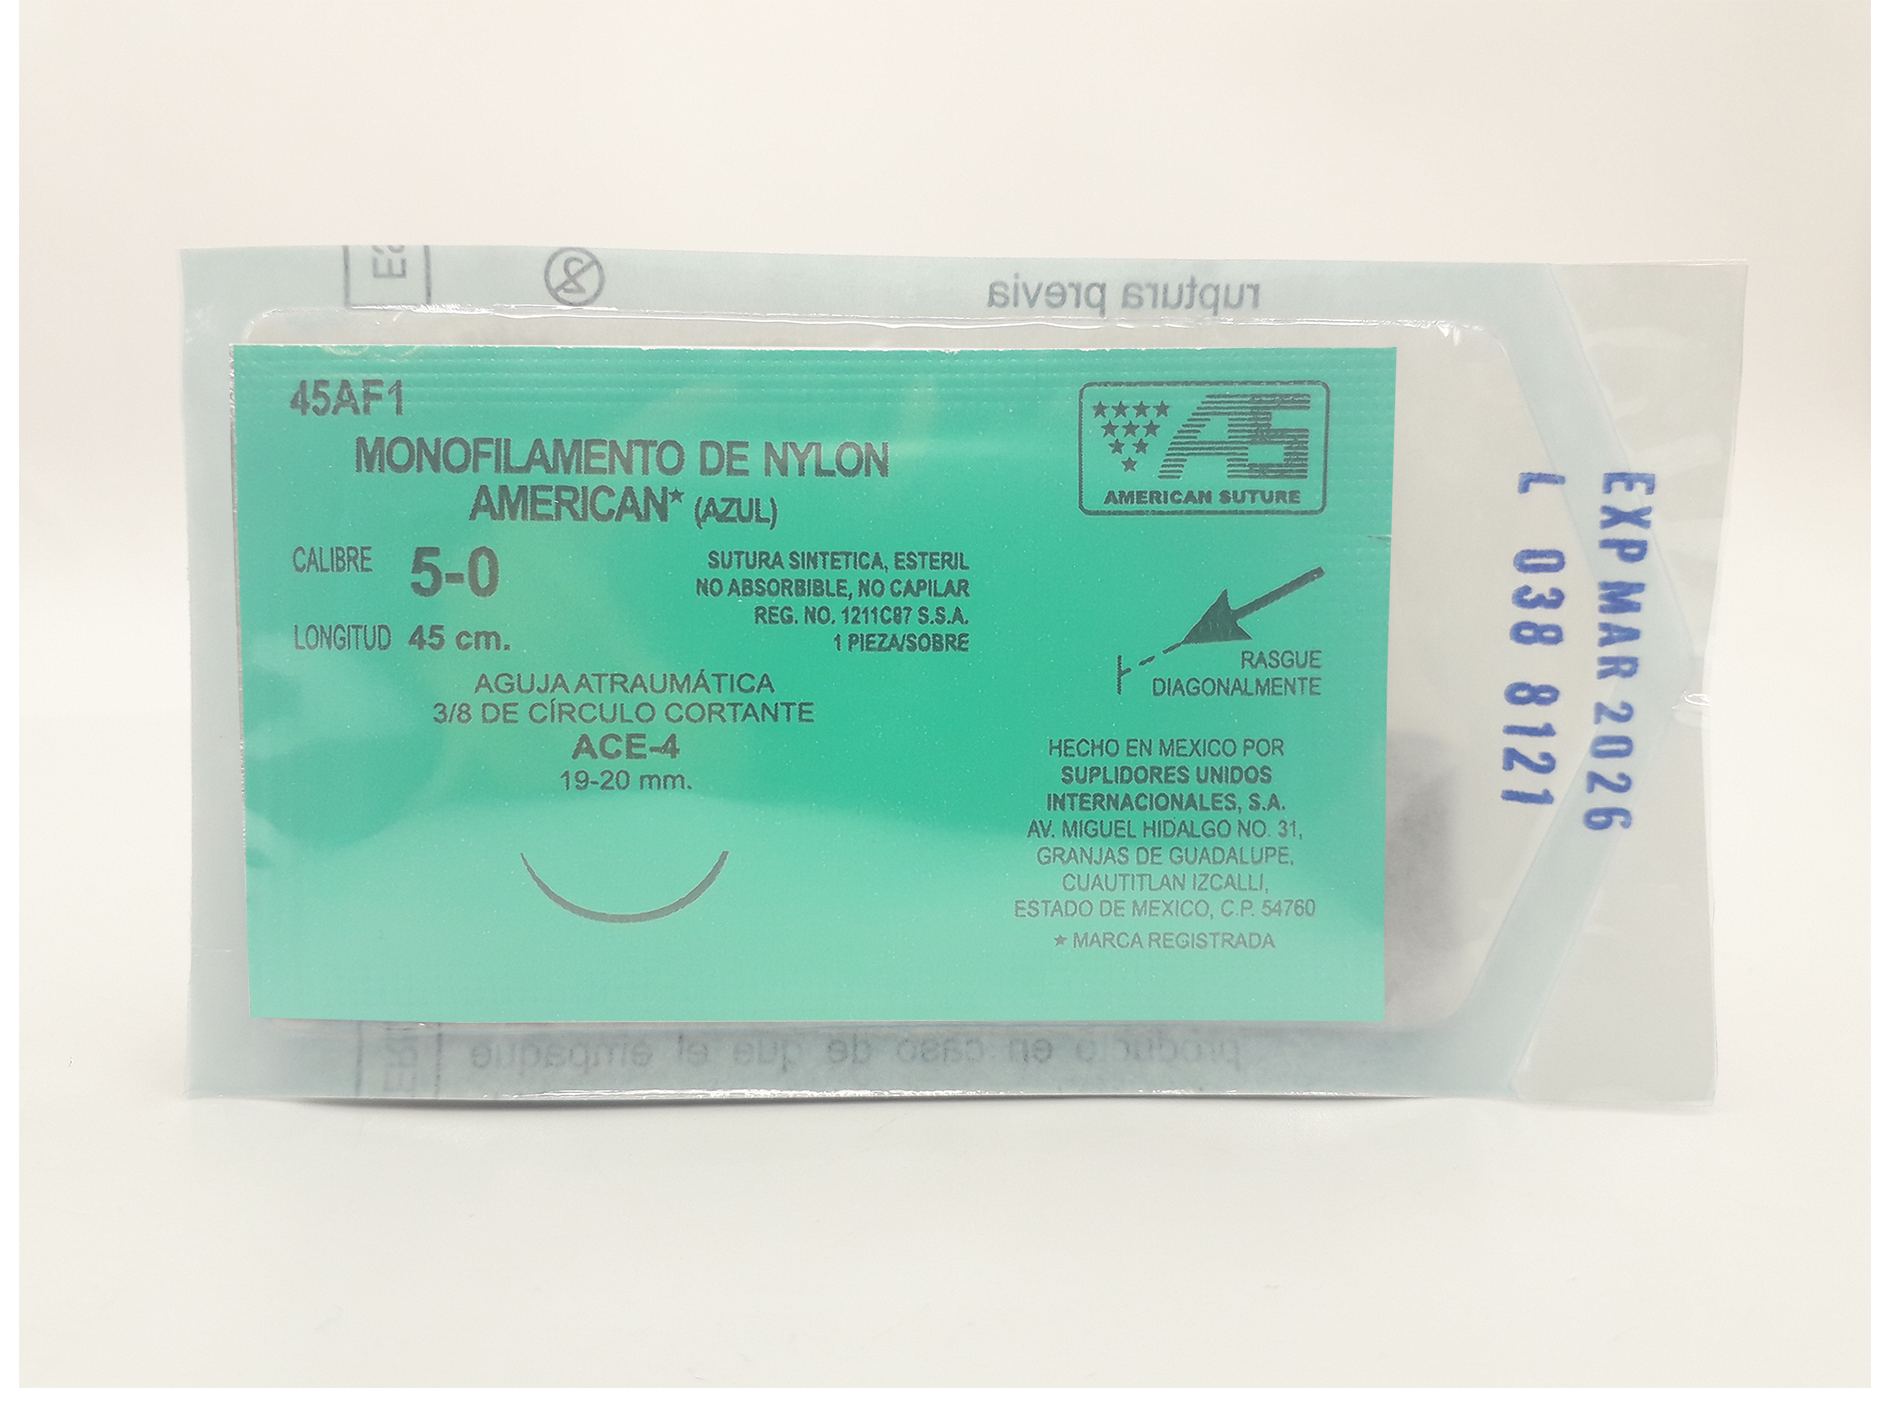 ruptura previa
45AF1
MONOFILAMENTO DE NYLON
AMERICAN* (AZUL)
CALIBRE 5-0
LONGITUD 45 cm.
SUTURA SINTETICA, ESTERIL
NO ABSORBIBLE, NO CAPILAR
REG. NO. 1211C87 S.S.A.
1 PIEZA/SOBRE
AGUJA ATRAUMÁTICA
3/8 DE CÍRCULO CORTANTE
ACE-4
19-20 mm.
AS
AMERICAN SUTURE
RASGUE
DIAGONALMENTE
HECHO EN MEXICO POR
SUPLIDORES UNIDOS
INTERNACIONALES, S.A.
AV. MIGUEL HIDALGO NO. 31,
GRANJAS DE GUADALUPE,
CUAUTITLAN IZCALLI,
ESTADO DE MEXICO, C.P. 54760
* MARCA REGISTRADA
EXP MAR 2026
L 038 8121
producto en caso de que el empaque